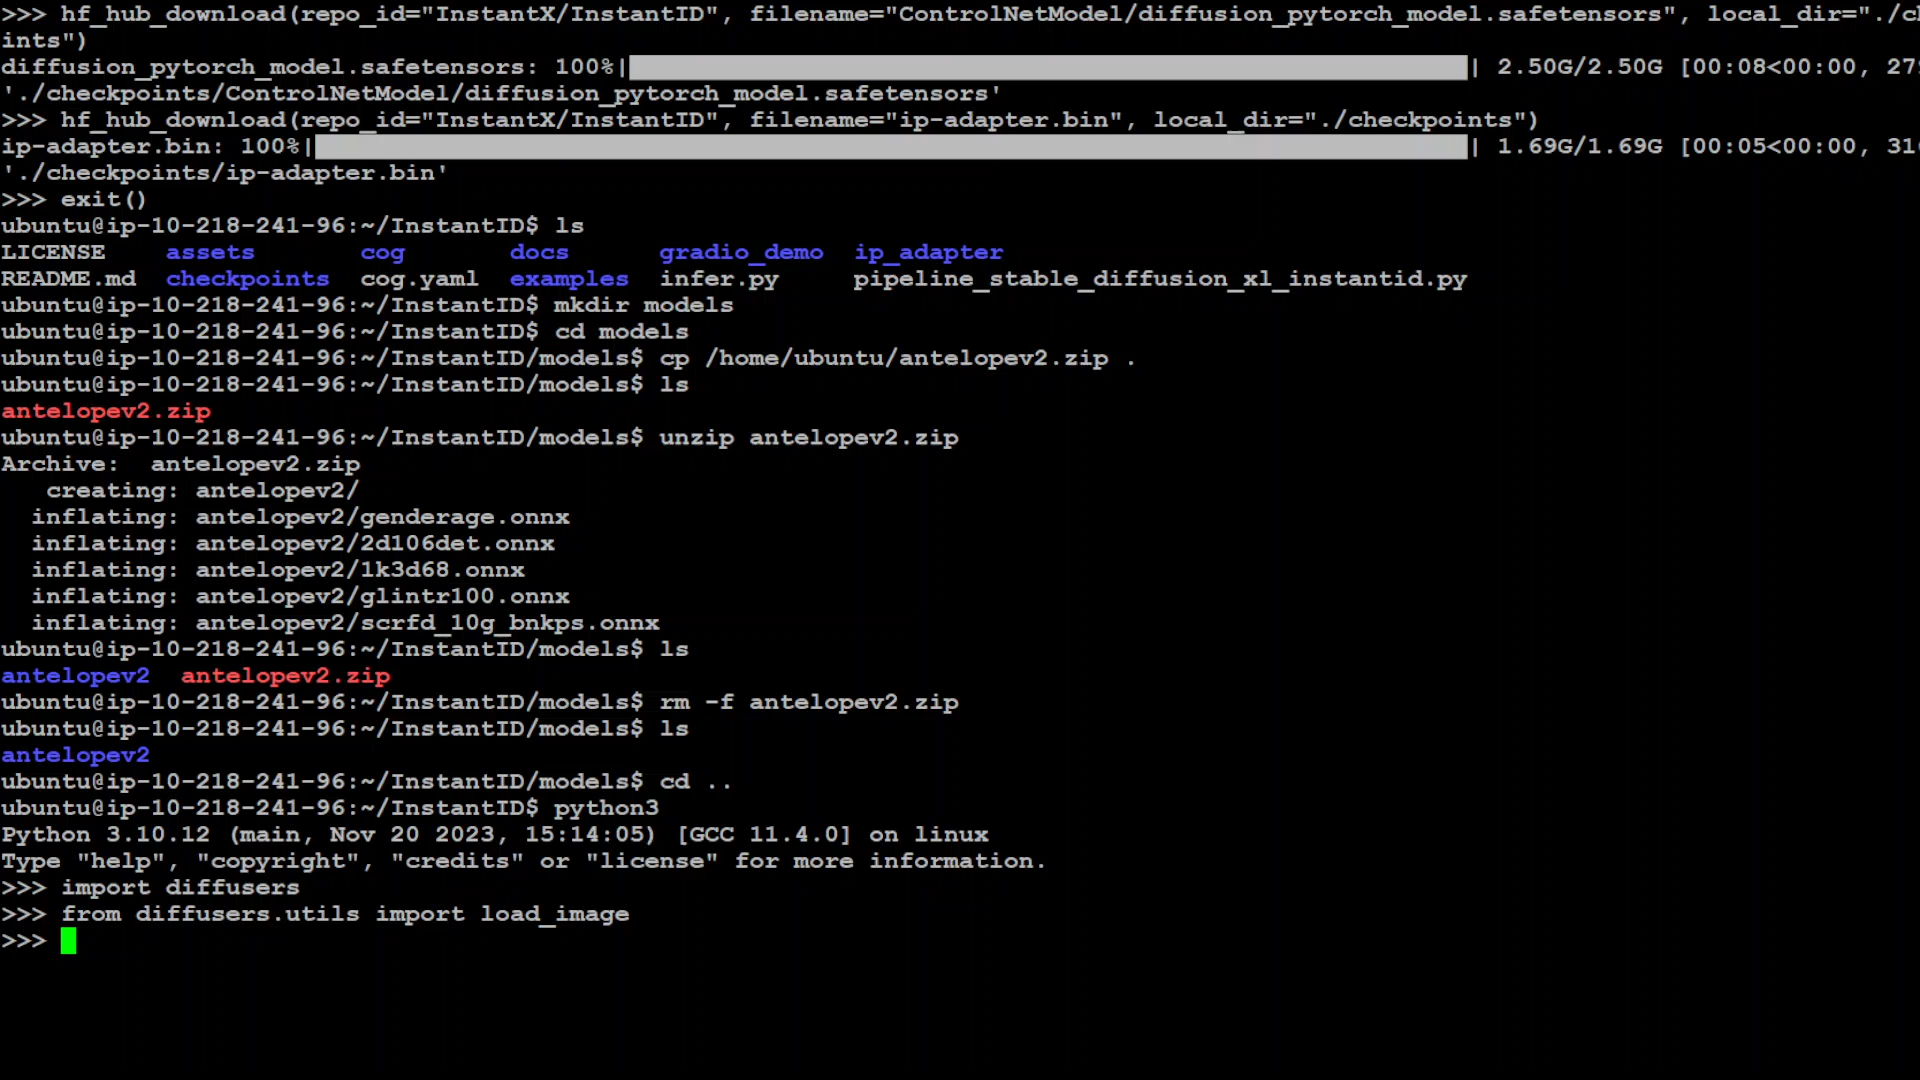 >>> hf_hub_download(repo_id="InstantX/InstantID", filename="ControlNetModel/diffusion_pytorch_model.safetensors", local_dir="./ch
ints")
diffusion_pytorch_model.safetensors: 100%| | 2.50G/2.50G [00:08<00:00, 27
'./checkpoints/ControlNetModel/diffusion_pytorch_model.safetensors'
>>> hf_hub_download(repo_id="InstantX/InstantID", filename="ip-adapter.bin", local_dir="./checkpoints")
ip-adapter.bin: 100%| | 1.69G/1.69G [00:05<00:00, 31
'./checkpoints/ip-adapter.bin'
>>> exit()
ubuntu@ip-10-218-241-96:~/InstantID$ ls
LICENSE assets cog docs gradio_demo ip_adapter
README.md checkpoints cog.yaml examples infer.py pipeline_stable_diffusion_xl_instantid.py
ubuntu@ip-10-218-241-96:~/InstantID$ mkdir models
ubuntu@ip-10-218-241-96:~/InstantID$ cd models
ubuntu@ip-10-218-241-96:~/InstantID/models$ cp /home/ubuntu/antelopev2.zip .
ubuntu@ip-10-218-241-96:~/InstantID/models$ ls
antelopev2.zip
ubuntu@ip-10-218-241-96:~/InstantID/models$ unzip antelopev2.zip
Archive: antelopev2.zip
creating: antelopev2/
inflating: antelopev2/genderage.onnx
inflating: antelopev2/2d106det.onnx
inflating: antelopev2/1k3d68.onnx
inflating: antelopev2/glintr100.onnx
inflating: antelopev2/scrfd_10g_bnkps.onnx
ubuntu@ip-10-218-241-96:~/InstantID/models$ ls
antelopev2 antelopev2.zip
ubuntu@ip-10-218-241-96:~/InstantID/models$ rm -f antelopev2.zip
ubuntu@ip-10-218-241-96:~/InstantID/models$ ls
antelopev2
ubuntu@ip-10-218-241-96:~/InstantID/models$ cd ..
ubuntu@ip-10-218-241-96:~/InstantID$ python3
Python 3.10.12 (main, Nov 20 2023, 15:14:05) [GCC 11.4.0] on linux
Type "help", "copyright", "credits" or "license" for more information.
>>> import diffusers
>>> from diffusers.utils import load_image
>>>